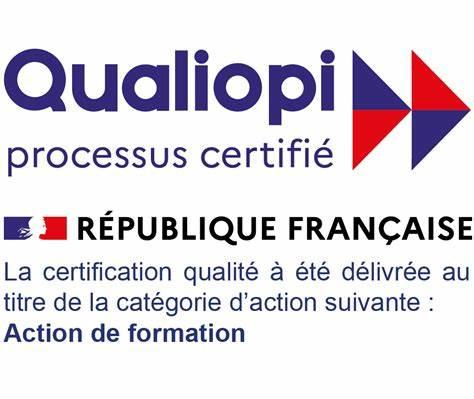 Qualiopi
processus certifié
RÉPUBLIQUE FRANÇAISE
La certification qualité à été délivrée au
titre de la catégorie d'action suivante :
Action de formation